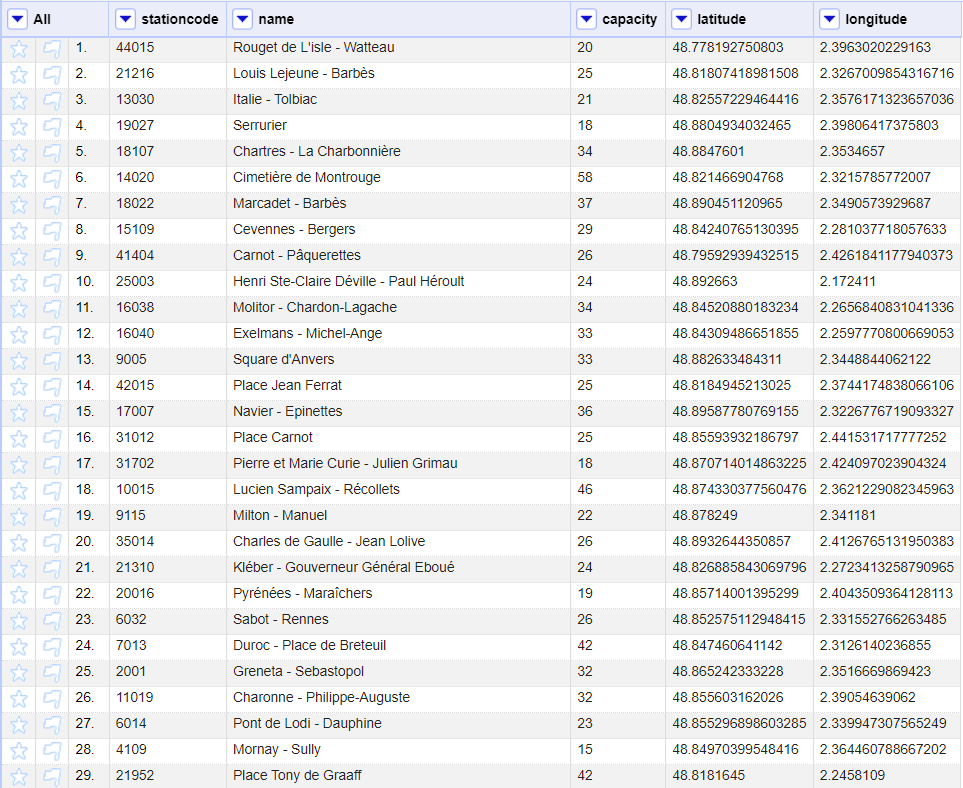 All stationcode name capacity latitude longitude
1. 44015 Rouget de L'isle - Watteau 20 48.778192750803 2.3963020229163
2. 21216 Louis Lejeune - Barbès 25 48.81807418981508 2.3267009854316716
3. 13030 Italie - Tolbiac 21 48.82557229464416 2.3576171323657036
4. 19027 Serrurier 18 48.8804934032465 2.39806417375803
5. 18107 Chartres - La Charbonnière 34 48.8847601 2.3534657
6. 14020 Cimetière de Montrouge 58 48.821466904768 2.3215785772007
7. 18022 Marcadet - Barbès 37 48.890451120965 2.3490573929687
8. 15109 Cevennes - Bergers 29 48.84240765130395 2.281037718057633
9. 41404 Carnot - Pâquerettes 26 48.79592939432515 2.4261841177940373
10. 25003 Henri Ste-Claire Déville - Paul Héroult 24 48.892663 2.172411
11. 16038 Molitor - Chardon-Lagache 34 48.84520880183234 2.2656840831041336
12. 16040 Exelmans - Michel-Ange 33 48.84309486651855 2.2597770800669053
13. 9005 Square d'Anvers 33 48.882633484311 2.3448844062122
14. 42015 Place Jean Ferrat 25 48.8184945213025 2.3744174838066106
15. 17007 Navier - Epinettes 36 48.89587780769155 2.3226776719093327
16. 31012 Place Carnot 25 48.85593932186797 2.441531717777252
17. 31702 Pierre et Marie Curie - Julien Grimau 18 48.870714014863225 2.424097023904324
18. 10015 Lucien Sampaix - Récollets 46 48.874330377560476 2.3621229082345963
19. 9115 Milton - Manuel 22 48.878249 2.341181
20. 35014 Charles de Gaulle - Jean Lolive 26 48.8932644350857 2.4126765131950383
21. 21310 Kléber - Gouverneur Général Eboué 24 48.826885843069796 2.2723413258790965
22. 20016 Pyrénées - Maraîchers 19 48.85714001395299 2.4043509364128113
23. 6032 Sabot - Rennes 26 48.852575112948415 2.331552766263485
24. 7013 Duroc - Place de Breteuil 42 48.847460641142 2.3126140236855
25. 2001 Greneta - Sebastopol 32 48.865242333228 2.3516669869423
26. 11019 Charonne - Philippe-Auguste 32 48.855603162026 2.39054639062
27. 6014 Pont de Lodi - Dauphine 23 48.855296898603285 2.339947307565249
28. 4109 Mornay - Sully 15 48.84970399548416 2.364460788667202
29. 21952 Place Tony de Graaff 42 48.8181645 2.2458109